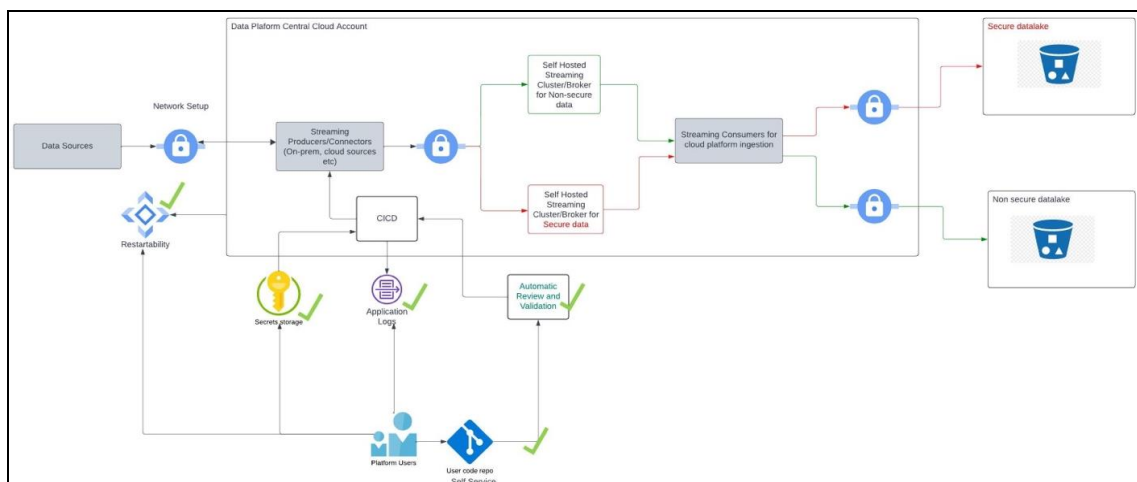 Data Plaform Central Cloud Account
Secure datalake
Self Hosted
Streaming
Cluster/Broker
for Non-secure
data
Network Setup
Data Sources
Streaming
Producers/Connectors
(On-prem, cloud sources
etc)
Streaming Consumers for
cloud platform ingestion
Self Hosted
Streaming
Cluster/Broker for
Secure data
Non secure datalake
CICD
Restartability
Secrets storage
Application
Logs
Automatic
Review and
Validation
Platform Users
User code repo
Self Service